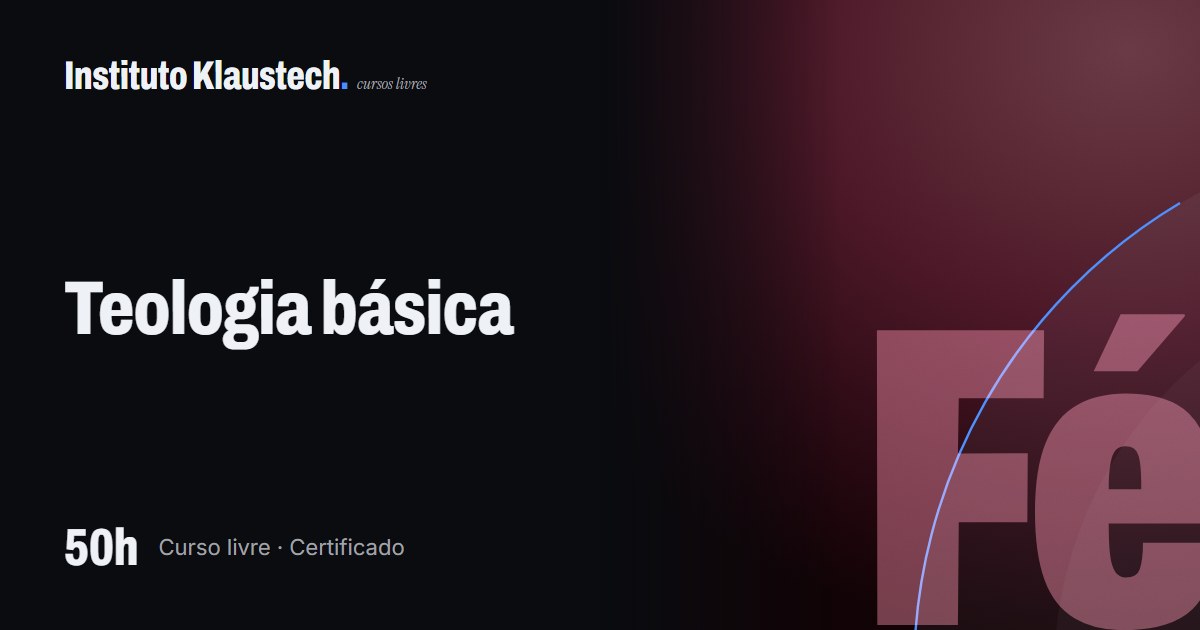 Instituto Klaustech. cursos livres
Teologia básica
Fé
50h Curso livre · Certificado